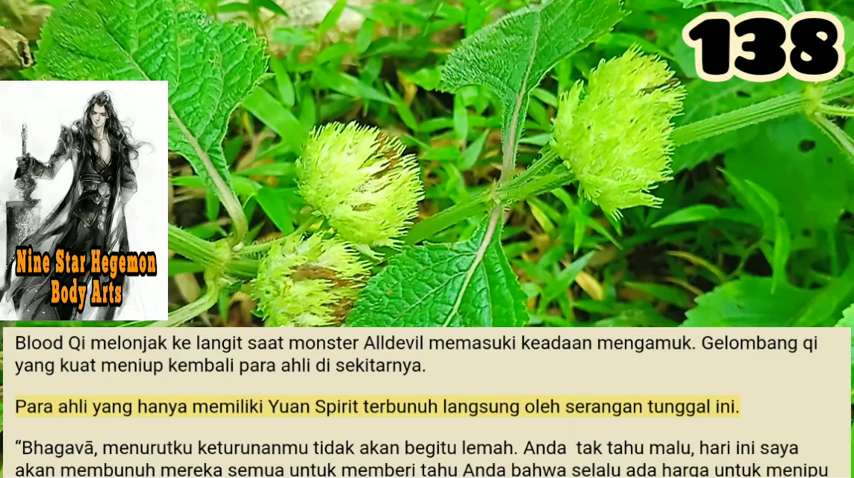 138
Nine Star Hegemon
Body Arts
Blood Qi melonjak ke langit saat monster Alldevil memasuki keadaan mengamuk. Gelombang qi
yang kuat meniup kembali para ahli di sekitarnya.
Para ahli yang hanya memiliki Yuan Spirit terbunuh langsung oleh serangan tunggal ini.
“Bhagavā, menurutku keturunanmu tidak akan begitu lemah. Anda  tak tahu malu, hari ini saya
akan membunuh mereka semua untuk memberi tahu Anda bahwa selalu ada harga untuk menipu